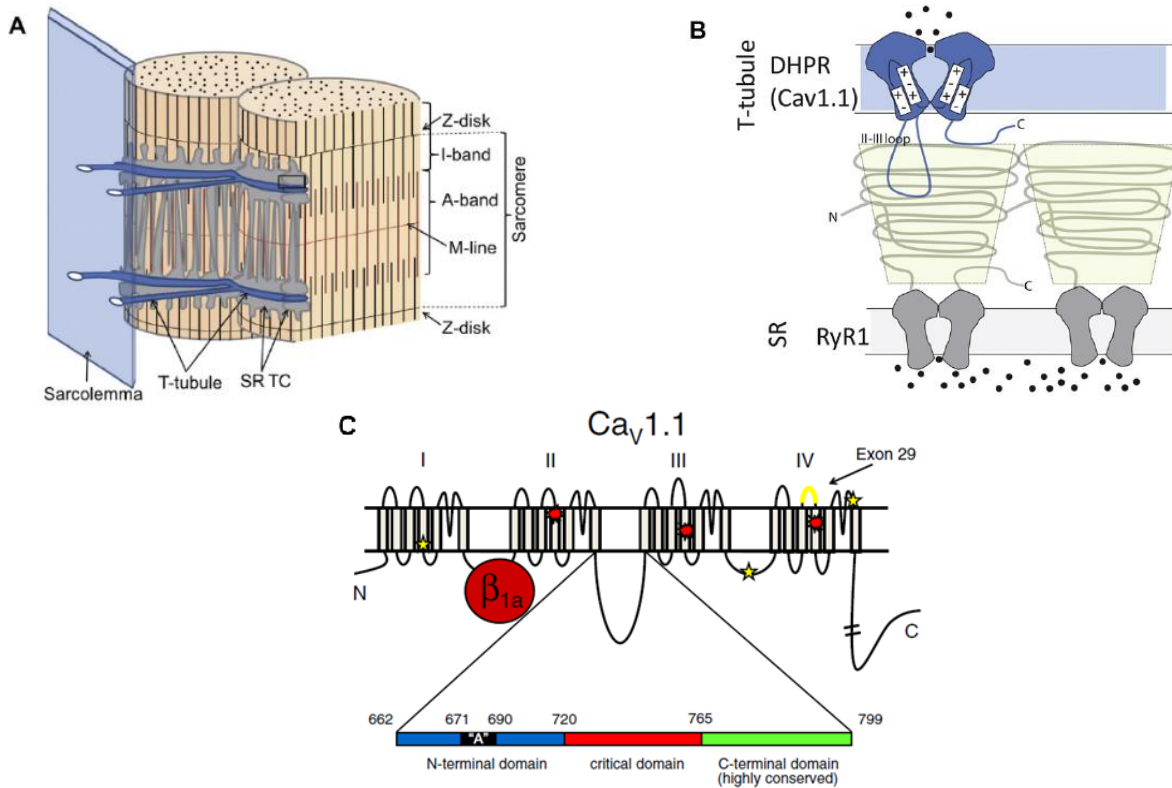 A
Z-disk
I-band
A-band
M-line
Z-disk
Sarcomere
Sarcolemma
T-tubule
SR TC
B
T-tubule
DHPR
(Cav1.1)
+ - + - + - + -
II-III loop
C
N
C
SR
RyR1
C
CaV1.1
I
II
III
IV
Exon 29
N
β1a
C
662
671
690
720
765
799
"A"
N-terminal domain
critical domain
C-terminal domain
(highly conserved)